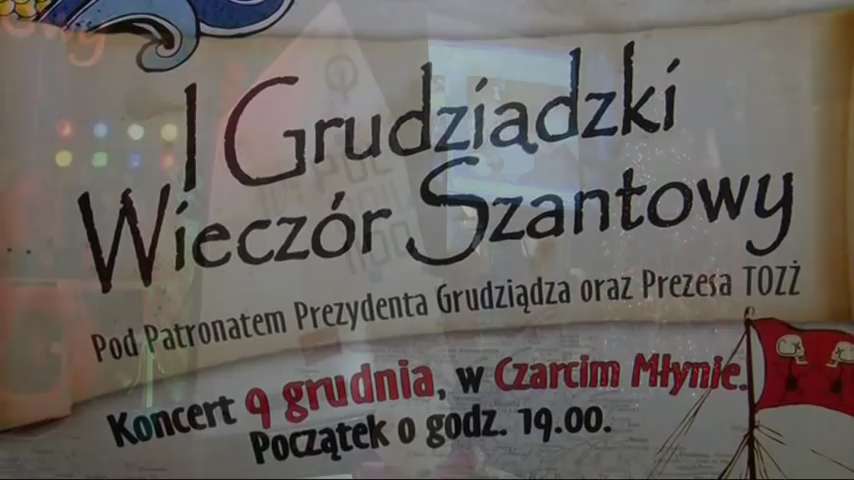 I Grudziądzki
Wieczór Szantowy
Pod Patronatem Prezydenta Grudziądza oraz Prezesa TOZŻ
Koncert 9 grudnia, w Czarcim Młynie.
Początek o godz. 19.00.